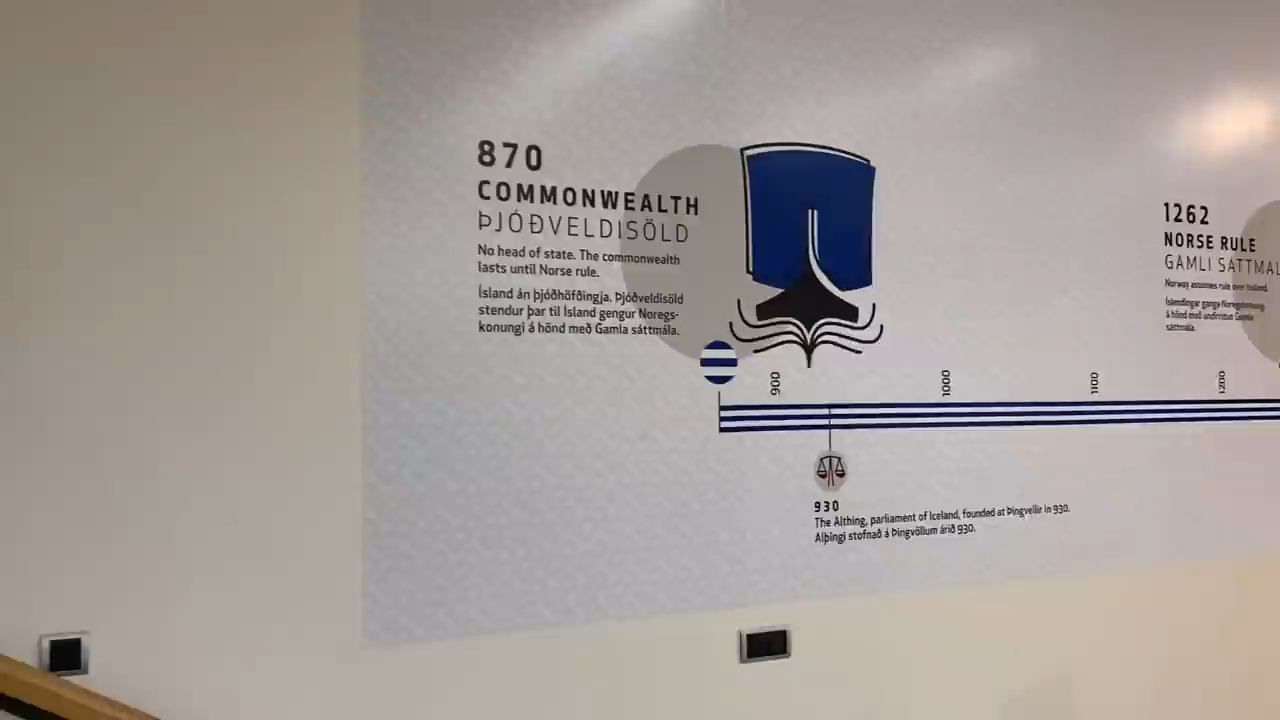 870
COMMONWEALTH
ÞJÓÐVELDISÖLD
No head of state. The commonwealth
lasts until Norse rule.
Ísland án þjóðhöfðingja. Þjóðveldisöld
stendur þar til Ísland gengur Noregs-
konungi á hönd með Gamla sáttmála.
900
1000
1100
1200
930
The Althing, parliament of Iceland, founded at Þingvellir in 930.
Alþingi stofnað á Þingvöllum árið 930.
1262
NORSE RULE
GAMLI SÁTTMÁL
Norway assumes rule over Iceland.
Íslendingar ganga Noregskonungi
á hönd með undirritun Gamla
sáttmála.